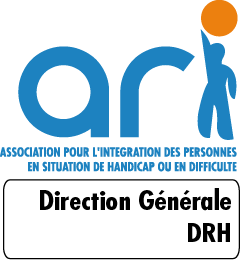 ari
ASSOCIATION POUR L'INTEGRATION DES PERSONNES
EN SITUATION DE HANDICAP OU EN DIFFICULTE
Direction Générale
DRH